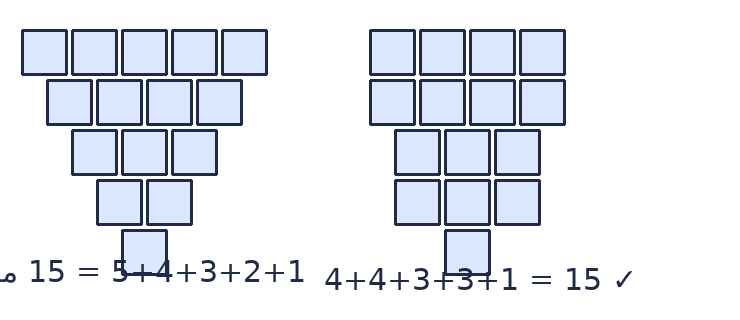 15 = 5+4+3+2+1
4+4+3+3+1 = 15 ✓